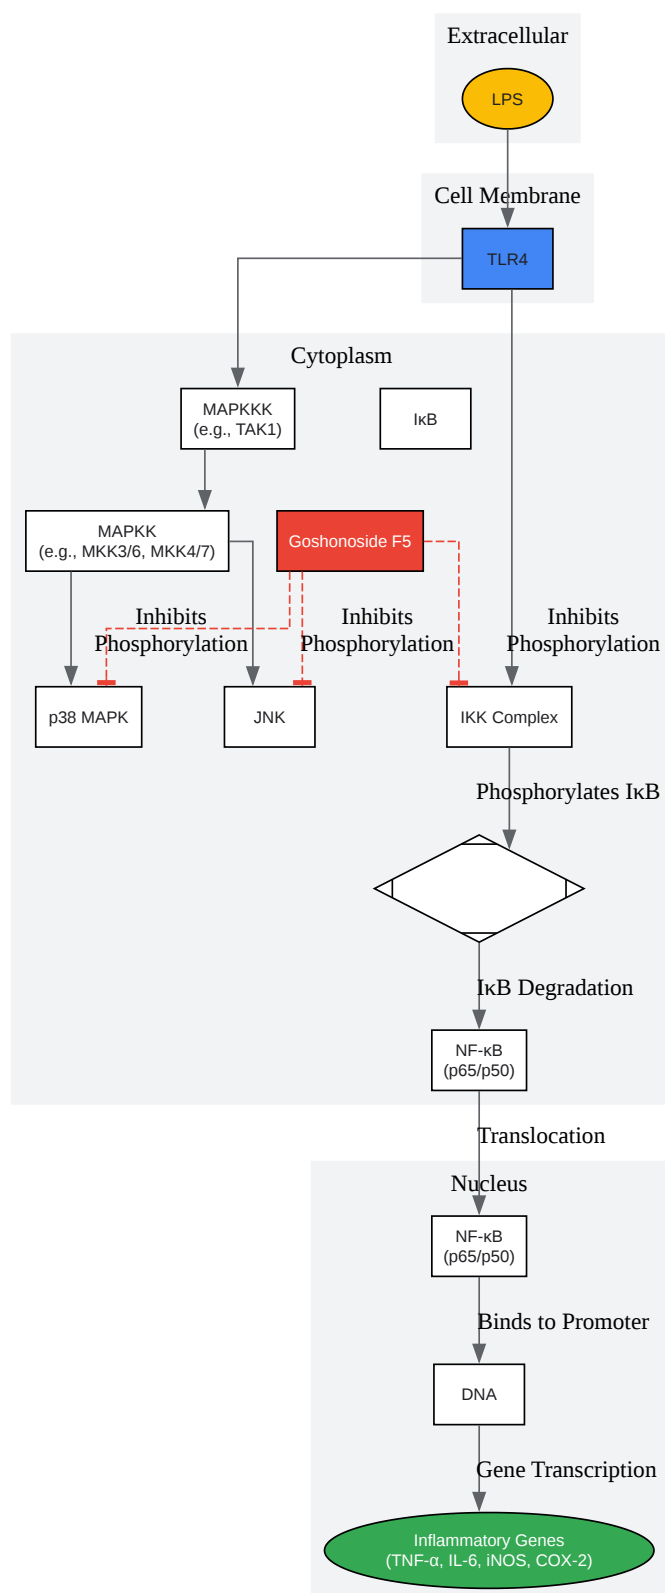 Extracellular
LPS
Cell Membrane
TLR4
Cytoplasm
MAPKKK
(e.g., TAK1)
IκB
MAPKK
(e.g., MKK3/6, MKK4/7)
Goshonoside F5
Inhibits
Phosphorylation
Inhibits
Phosphorylation
Inhibits
Phosphorylation
p38 MAPK
JNK
IKK Complex
Phosphorylates IκB
IκB Degradation
NF-κB
(p65/p50)
Translocation
Nucleus
NF-κB
(p65/p50)
Binds to Promoter
DNA
Gene Transcription
Inflammatory Genes
(TNF-α, IL-6, iNOS, COX-2)